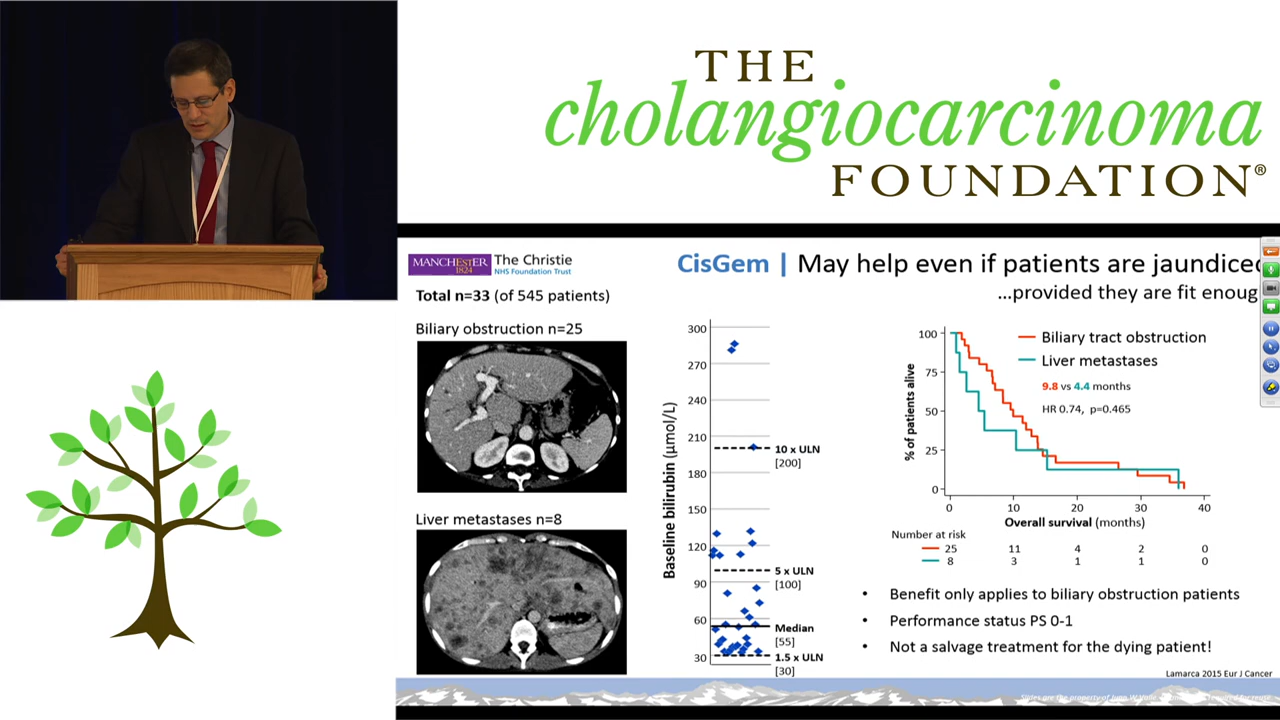 THE
cholangiocarcinoma
FOUNDATION®
MANCHESTER
1824
The Christie
NHS Foundation Trust
CisGem | May help even if patients are jaundiced
...provided they are fit enoug
Total n=33 (of 545 patients)
Biliary obstruction n=25
Liver metastases n=8
Baseline bilirubin (µmol/L)
300
270
240
210
180
150
120
90
60
30
10 x ULN
[200]
5 x ULN
[100]
Median
[55]
1.5 x ULN
[30]
% of patients alive
100
75
50
25
0
Biliary tract obstruction
Liver metastases
9.8 vs 4.4 months
HR 0.74, p=0.465
0 10 20 30 40
Overall survival (months)
Number at risk
25 11 4 2 0
8 3 1 1 0
• Benefit only applies to biliary obstruction patients
• Performance status PS 0-1
• Not a salvage treatment for the dying patient!
Lamarca 2015 Eur J Cancer
Slides are the property of